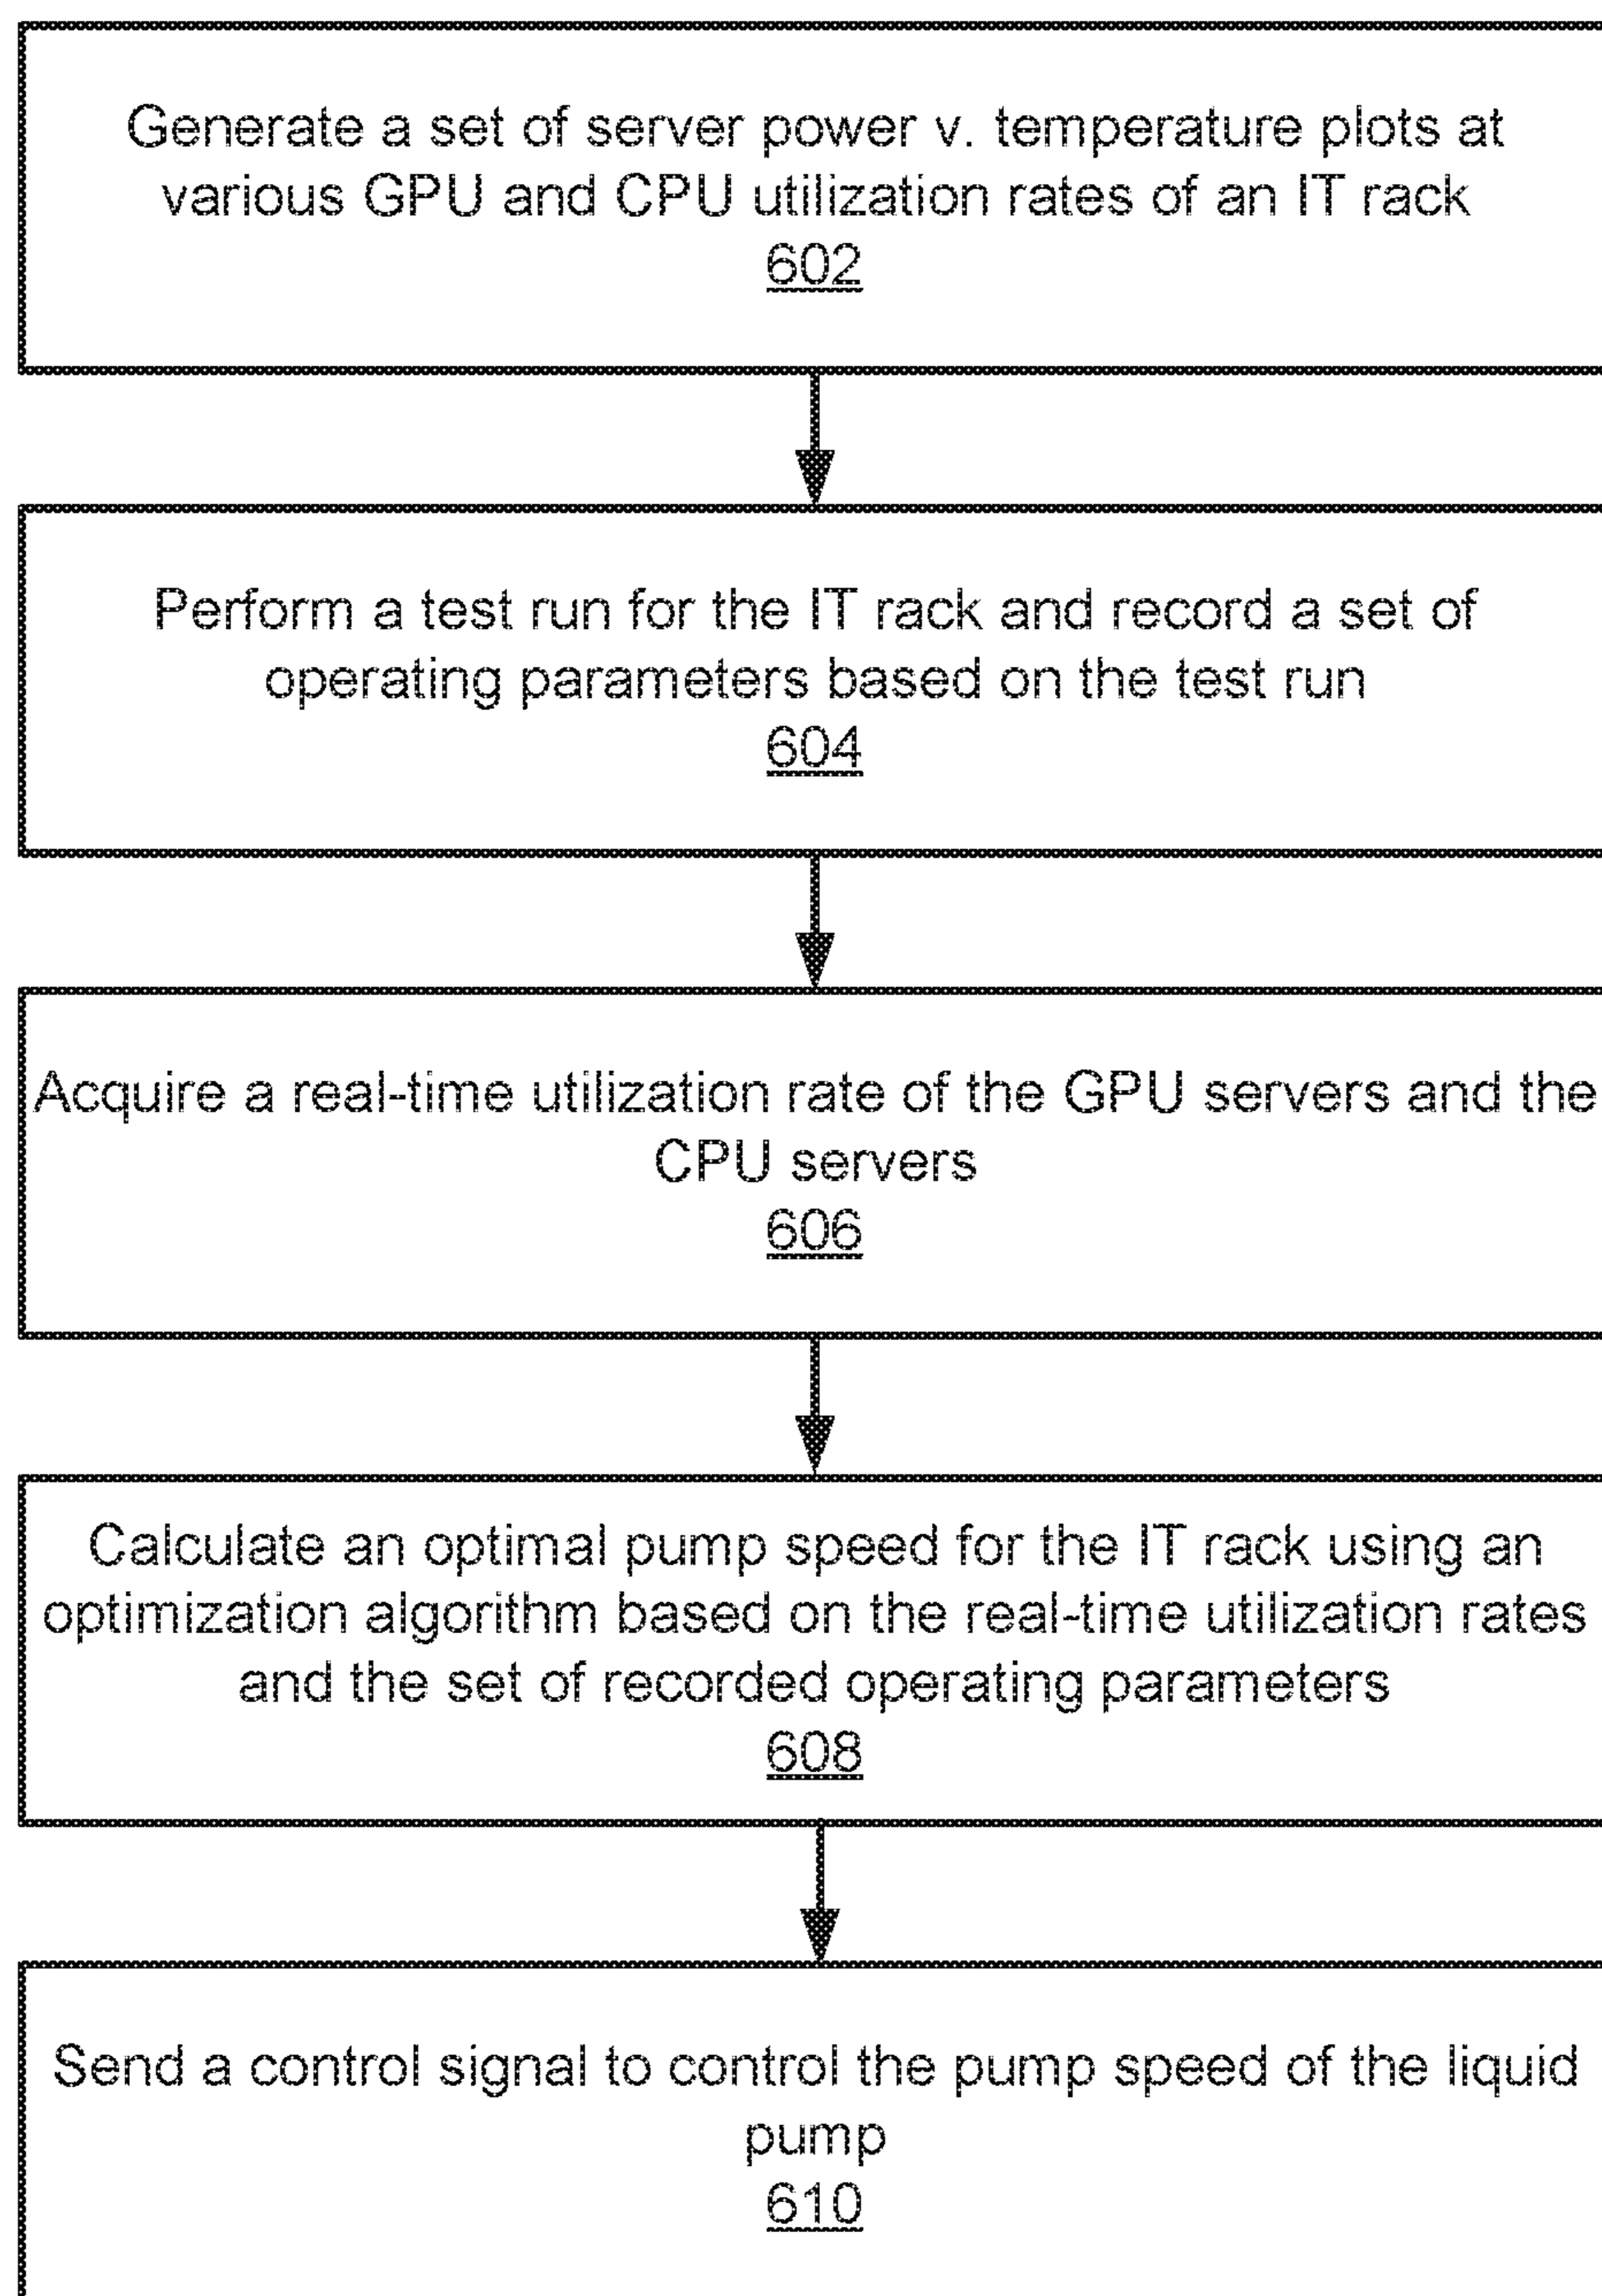 Generate a set of server power v. temperature plots at
various GPU and CPU utilization rates of an IT rack
602
Perform a test run for the IT rack and record a set of
operating parameters based on the test run
604
Acquire a real-time utilization rate of the GPU servers and the
CPU servers
606
Calculate an optimal pump speed for the IT rack using an
optimization algorithm based on the real-time utilization rates
and the set of recorded operating parameters
608
Send a control signal to control the pump speed of the liquid
pump
610